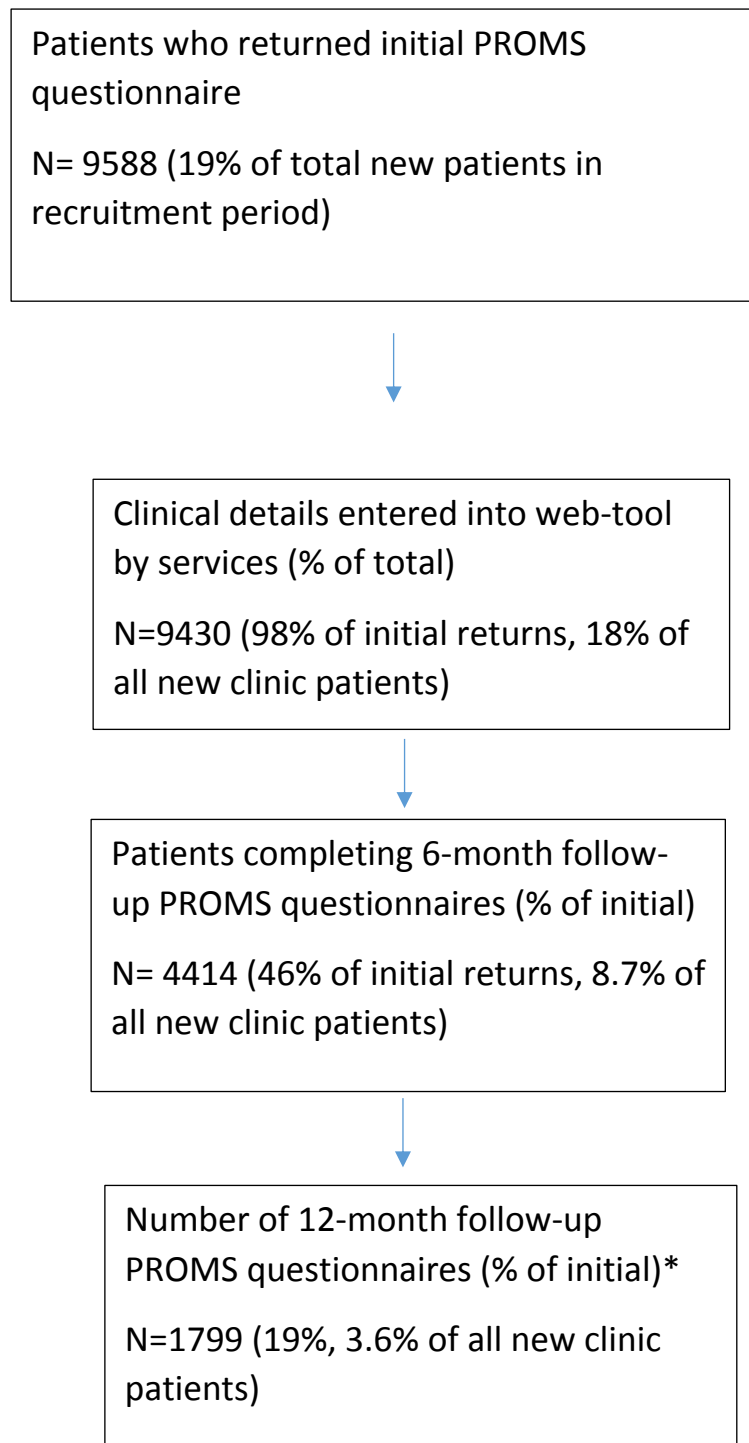 Patients who returned initial PROMS
questionnaire
N= 9588 (19% of total new patients in
recruitment period)
Clinical details entered into web-tool
by services (% of total)
N=9430 (98% of initial returns, 18% of
all new clinic patients)
Patients completing 6-month follow-
up PROMS questionnaires (% of initial)
N= 4414 (46% of initial returns, 8.7% of
all new clinic patients)
Number of 12-month follow-up
PROMS questionnaires (% of initial)*
N=1799 (19%, 3.6% of all new clinic
patients)